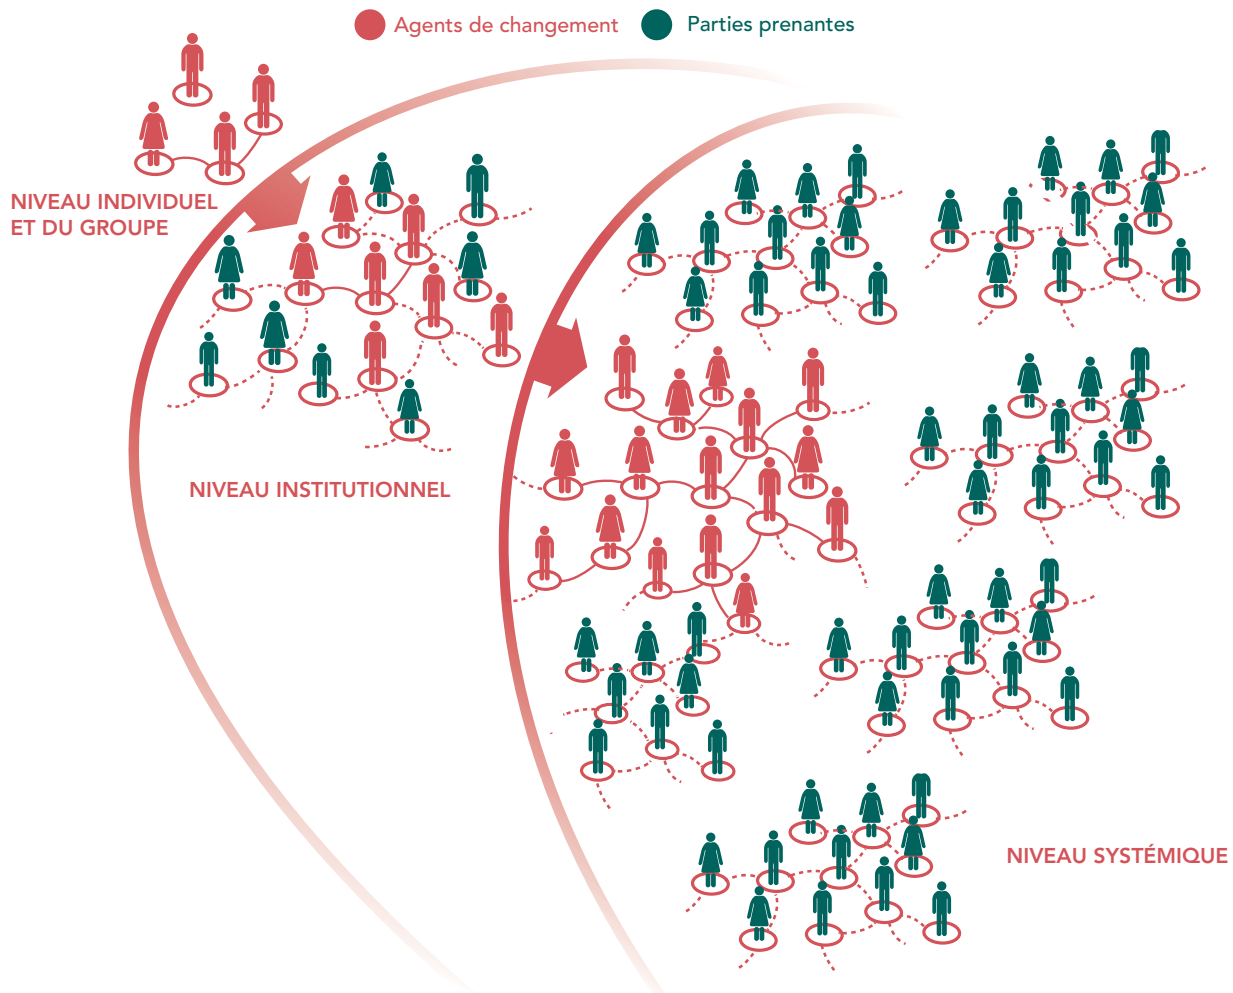 Agents de changement
Parties prenantes
NIVEAU INDIVIDUEL
ET DU GROUPE
NIVEAU INSTITUTIONNEL
NIVEAU SYSTÉMIQUE